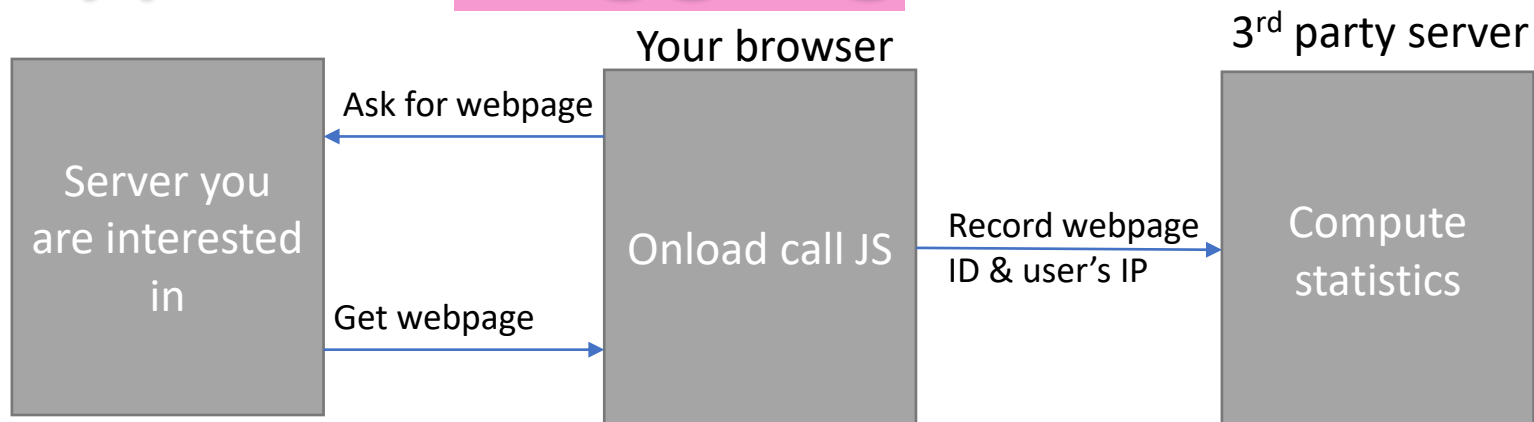 Your browser
3rd party server
Ask for webpage
Server you
are interested
in
Get webpage
Onload call JS
Record webpage
ID & user's IP
Compute
statistics